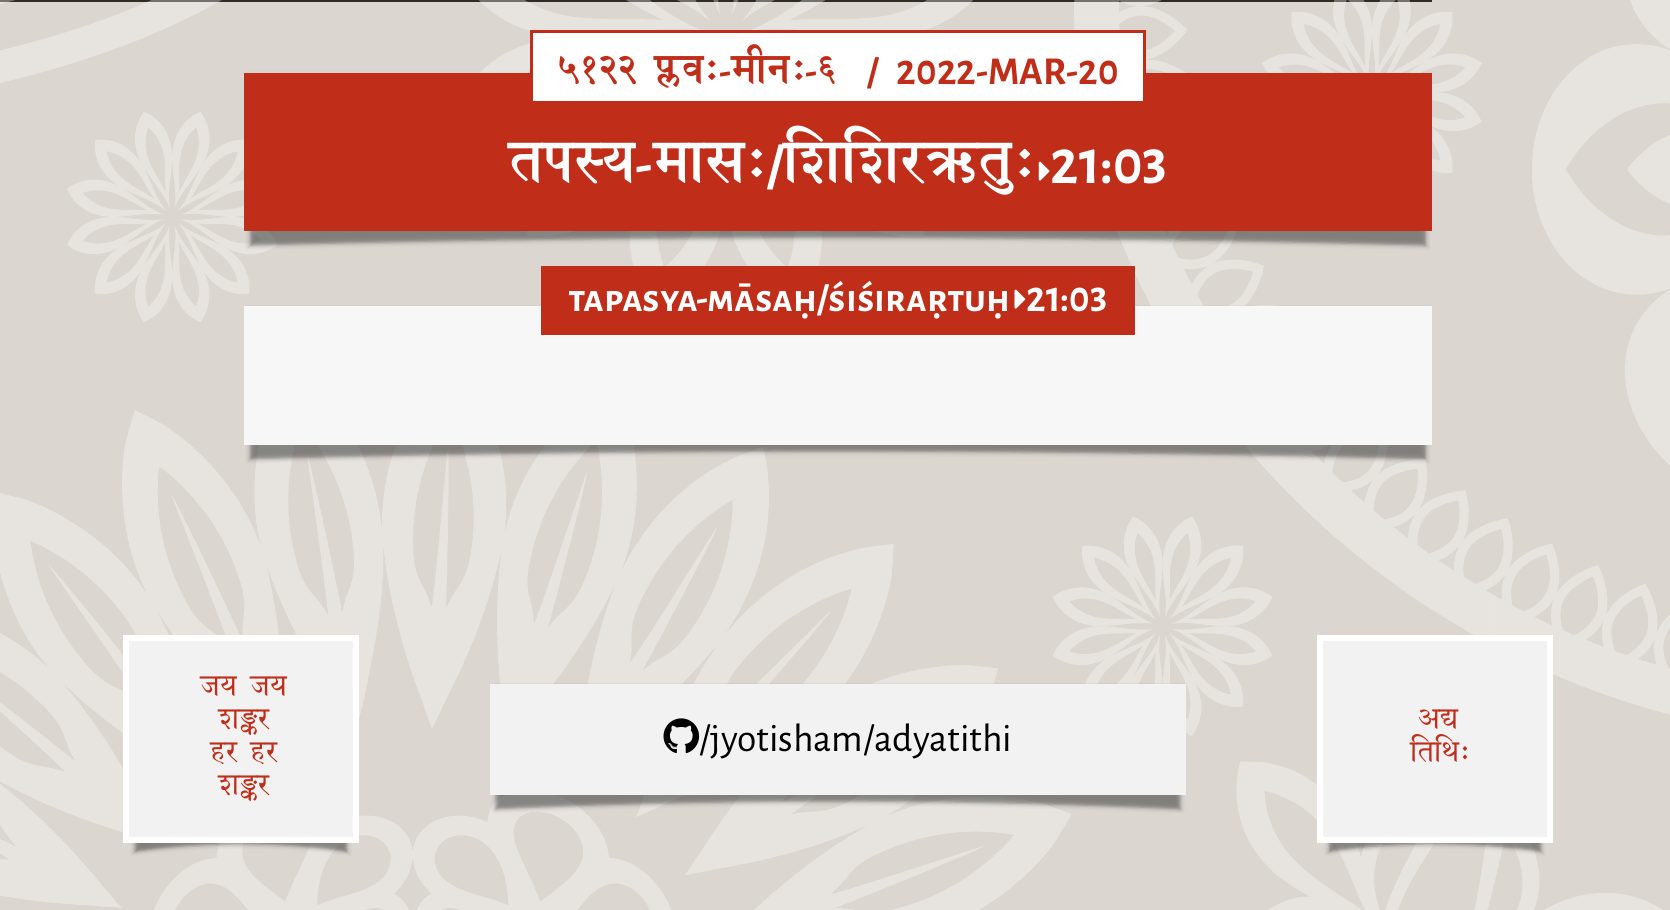 ५१२२ प्लवः-मीनः-६ / 2022-MAR-20
तपस्य-मासः/शिशिरऋतुः▸21:03
TAPASYA-MĀSAḤ/ŚIŚIRAṚTUḤ▸21:03
जय जय
शङ्कर
हर हर
शङ्कर
/jyotisham/adyatithi
अद्य
तिथिः